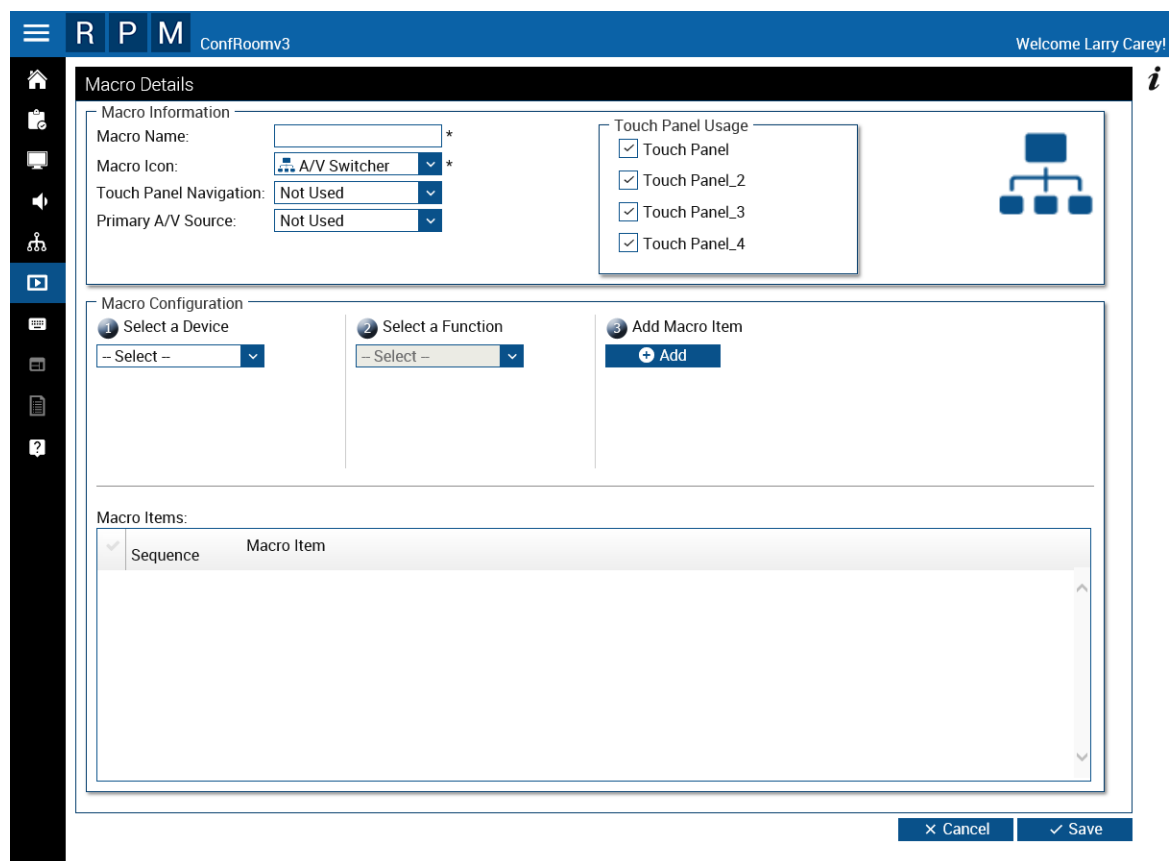 R P M ConfRoomv3
Welcome Larry Carey!
i
Macro Details
Macro Information
Macro Name: *
Macro Icon: A/V Switcher *
Touch Panel Navigation: Not Used
Primary A/V Source: Not Used
Touch Panel Usage
Touch Panel
Touch Panel_2
Touch Panel_3
Touch Panel_4
Macro Configuration
1 Select a Device
-- Select --
2 Select a Function
-- Select --
3 Add Macro Item
Add
Macro Items:
Sequence Macro Item
Cancel
Save